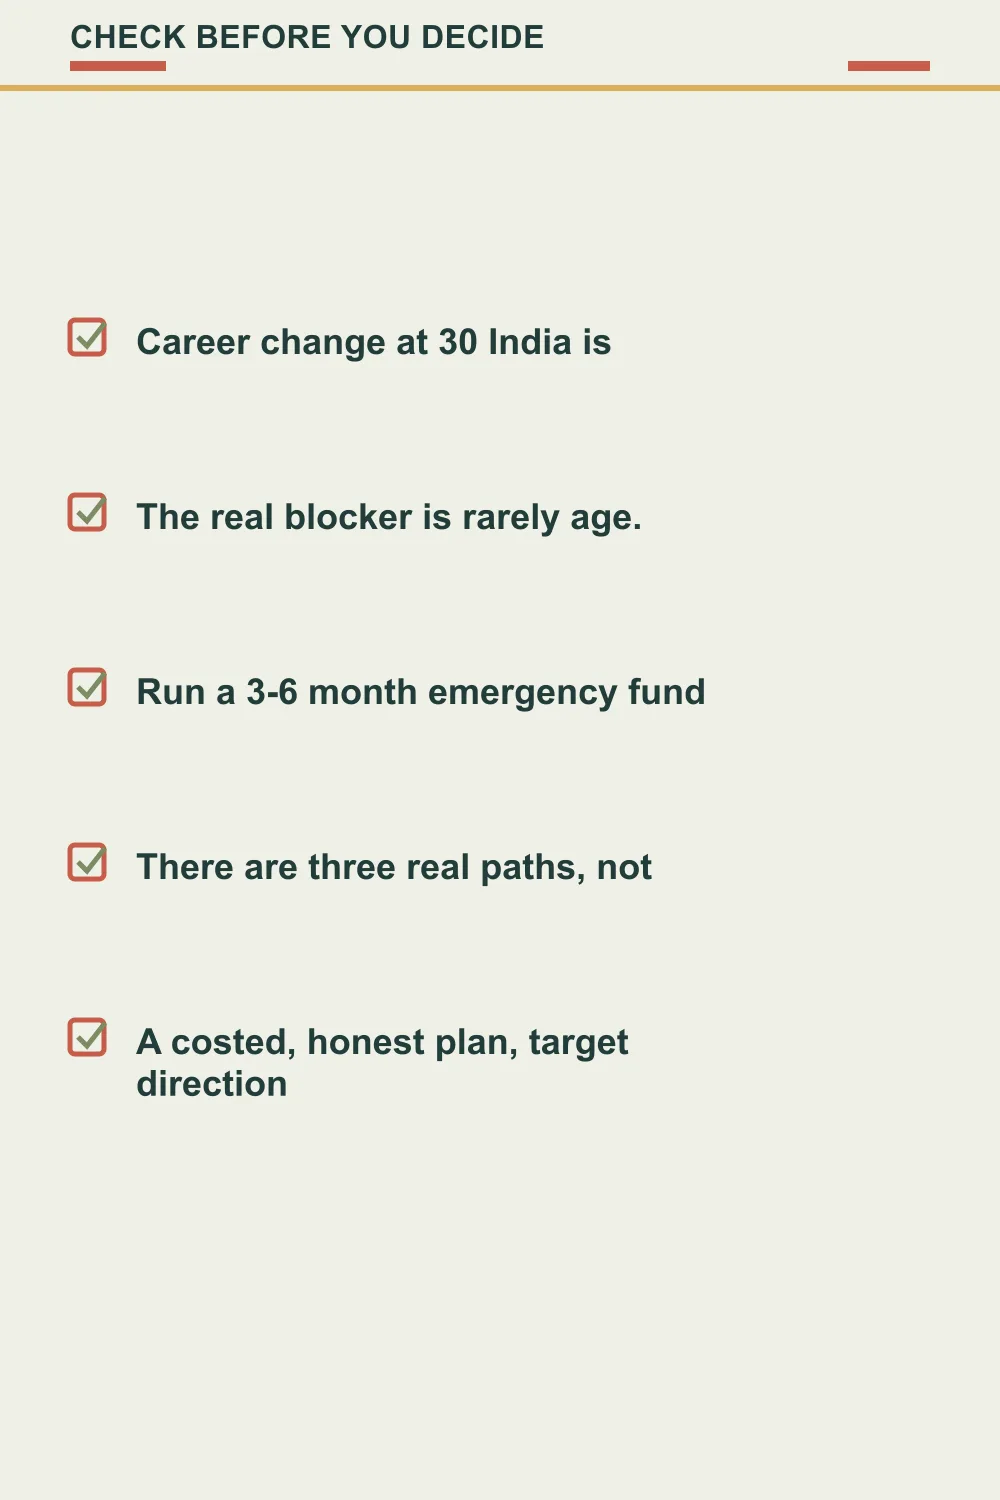 CHECK BEFORE YOU DECIDE
Career change at 30 India is
The real blocker is rarely age.
Run a 3-6 month emergency fund
There are three real paths, not
A costed, honest plan, target
direction